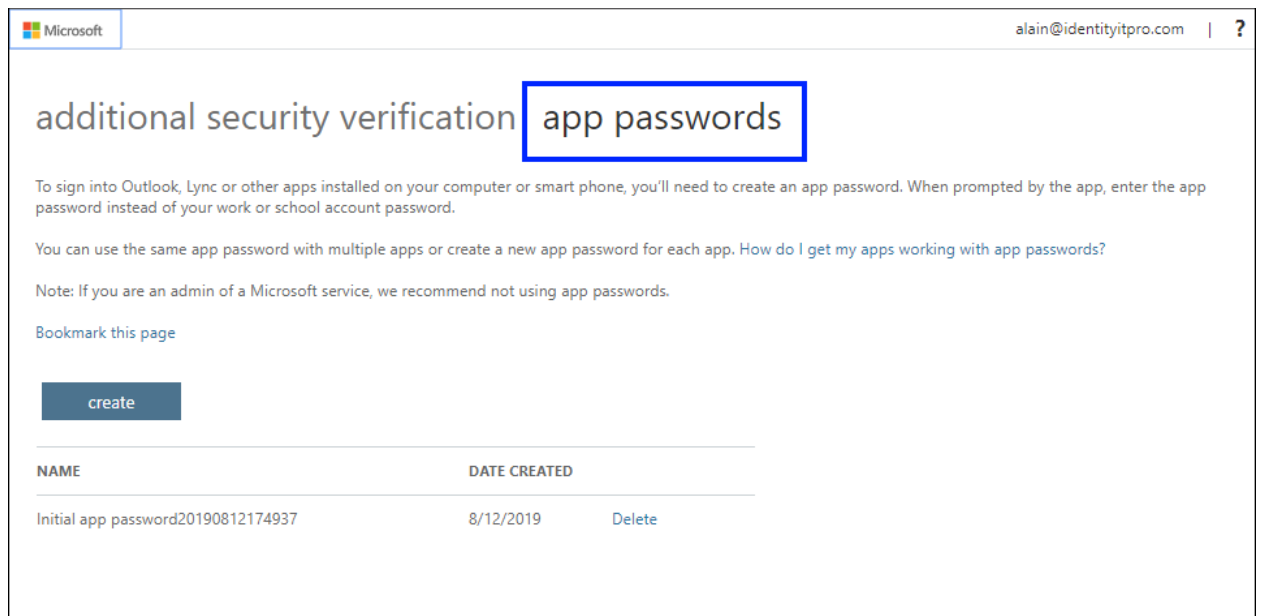 Microsoft
alain@identityitpro.com | ?
additional security verification app passwords
To sign into Outlook, Lync or other apps installed on your computer or smart phone, you'll need to create an app password. When prompted by the app, enter the app
password instead of your work or school account password.
You can use the same app password with multiple apps or create a new app password for each app. How do I get my apps working with app passwords?
Note: If you are an admin of a Microsoft service, we recommend not using app passwords.
Bookmark this page
create
NAME DATE CREATED
Initial app password20190812174937 8/12/2019 Delete